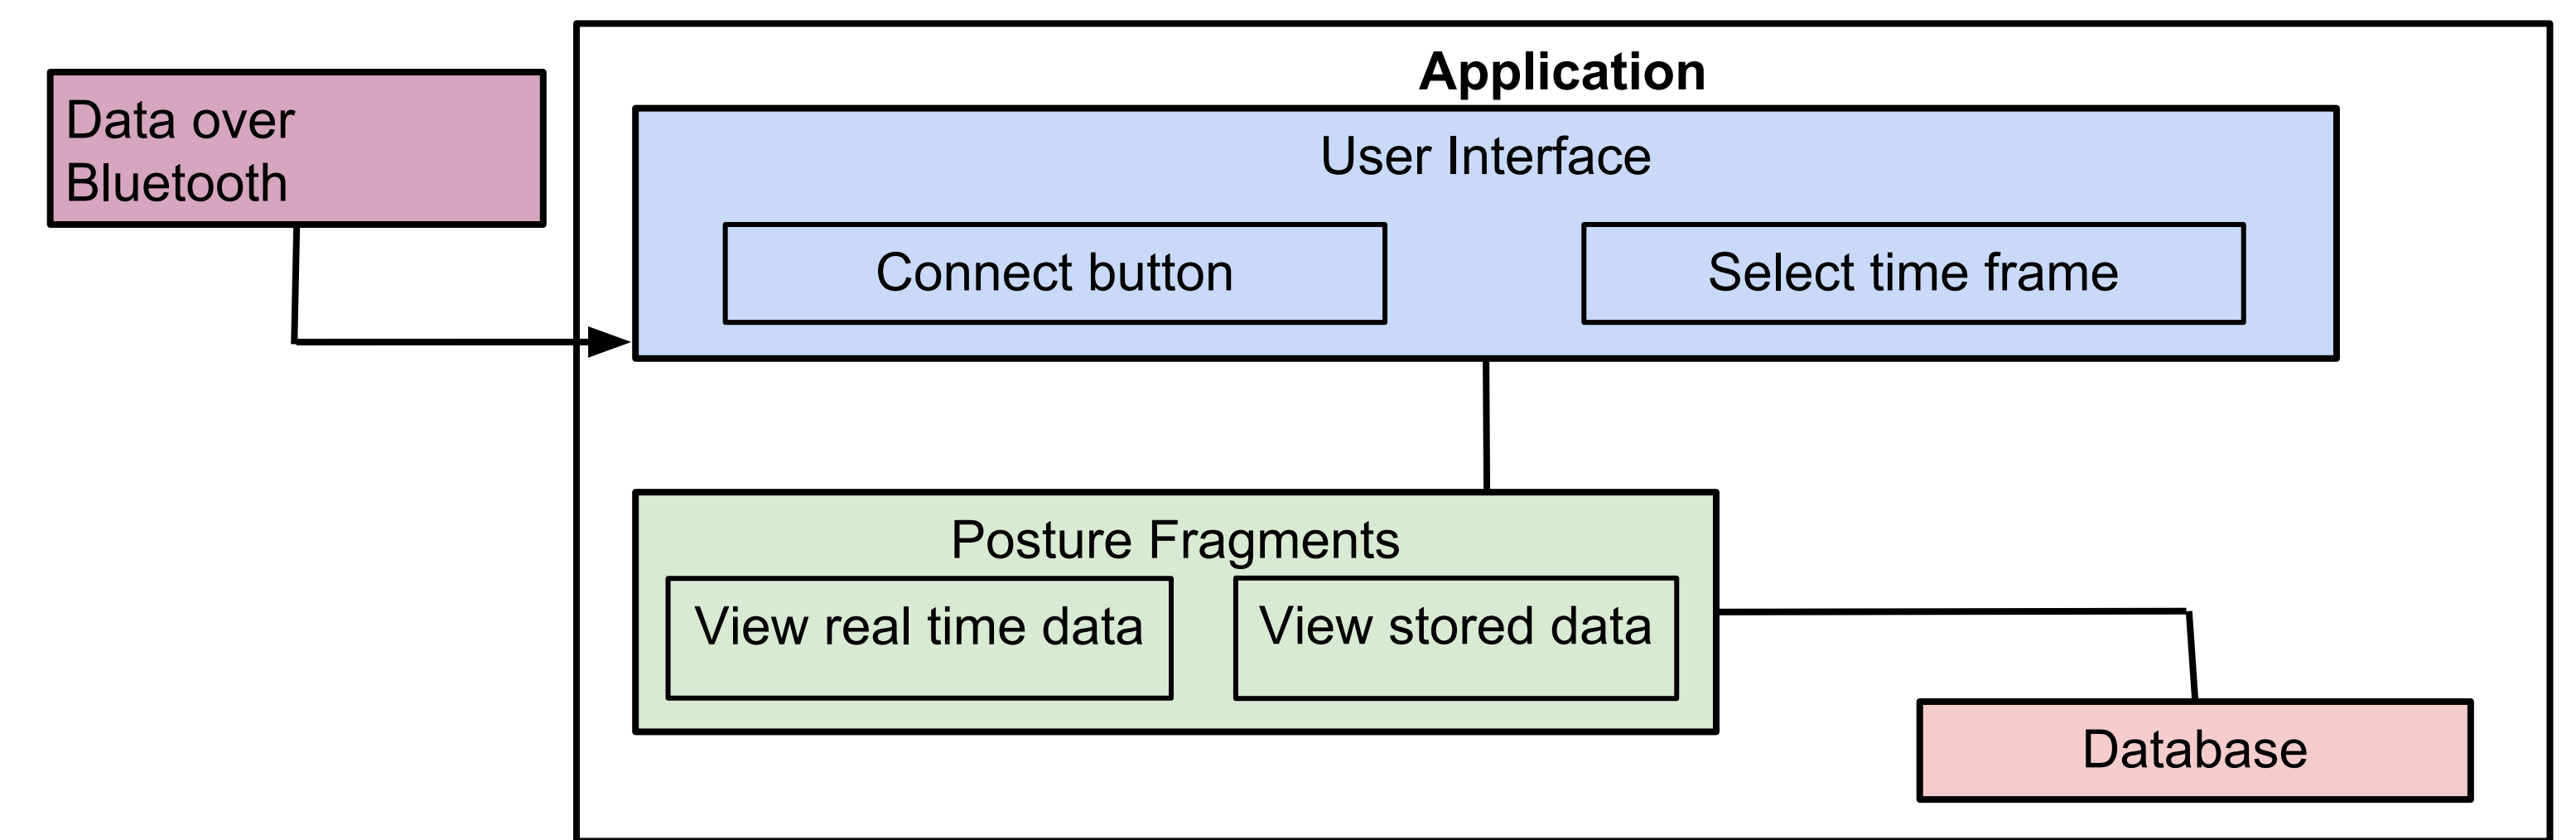 Application
Data over
Bluetooth
User Interface
Connect button
Select time frame
Posture Fragments
View real time data
View stored data
Database